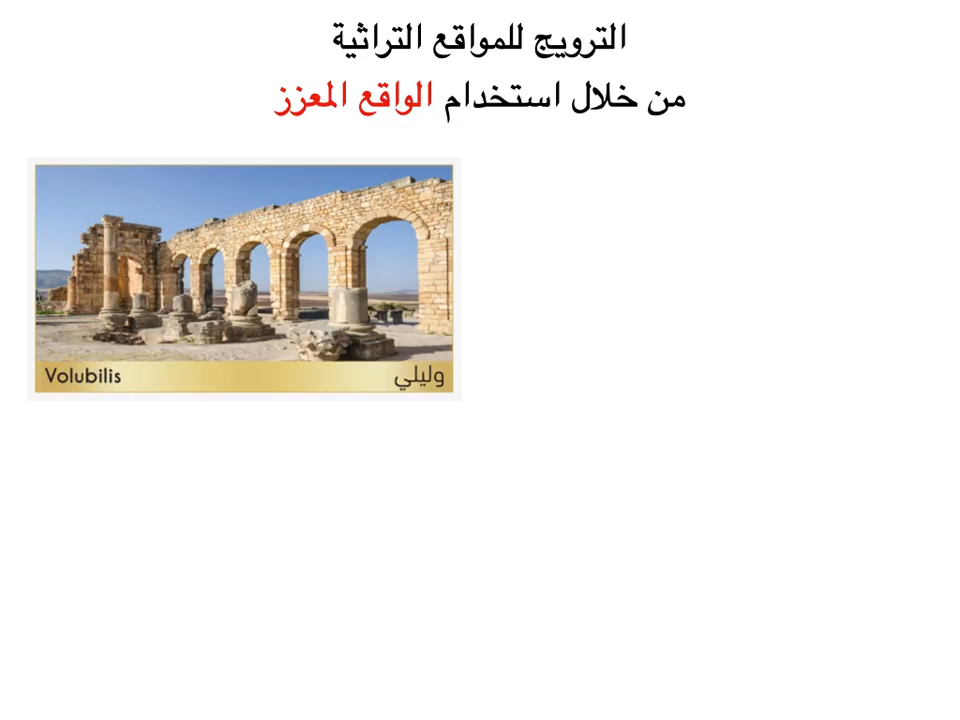 الترويج للمواقع التراثية
من خلال استخدام الواقع المعزز
Volubilis وليلي